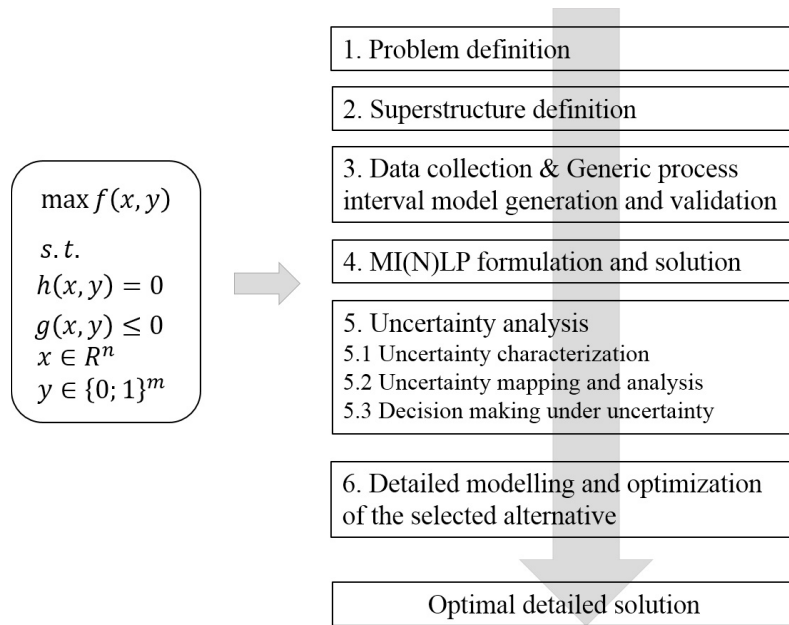 max f(x, y)
s. t.
h(x, y) = 0
g(x, y) ≤ 0
x ∈ Rⁿ
y ∈ {0; 1}ᵐ
1. Problem definition
2. Superstructure definition
3. Data collection & Generic process
interval model generation and validation
4. MI(N)LP formulation and solution
5. Uncertainty analysis
5.1 Uncertainty characterization
5.2 Uncertainty mapping and analysis
5.3 Decision making under uncertainty
6. Detailed modelling and optimization
of the selected alternative
Optimal detailed solution